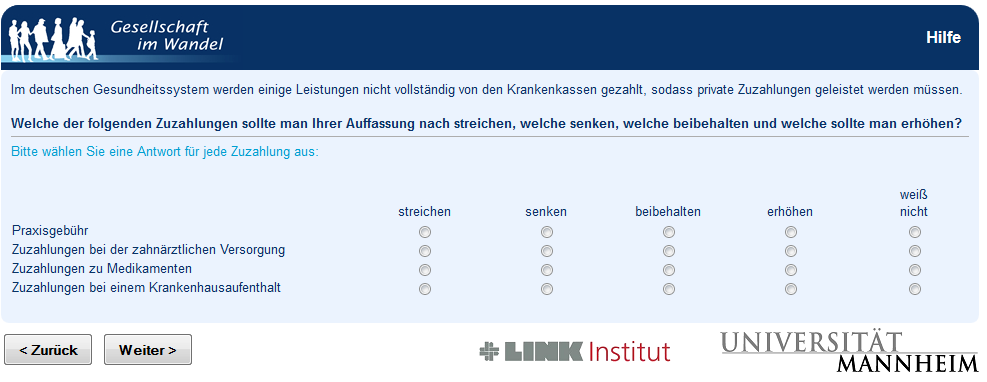 Gesellschaft
im Wandel
Hilfe
Im deutschen Gesundheitssystem werden einige Leistungen nicht vollständig von den Krankenkassen gezahlt, sodass private Zuzahlungen geleistet werden müssen.
Welche der folgenden Zuzahlungen sollte man Ihrer Auffassung nach streichen, welche senken, welche beibehalten und welche sollte man erhöhen?
Bitte wählen Sie eine Antwort für jede Zuzahlung aus:
weiß
streichen senken beibehalten erhöhen nicht
Praxisgebühr
Zuzahlungen bei der zahnärztlichen Versorgung
Zuzahlungen zu Medikamenten
Zuzahlungen bei einem Krankenhausaufenthalt
< Zurück Weiter >
LINK Institut
UNIVERSITÄT
MANNHEIM